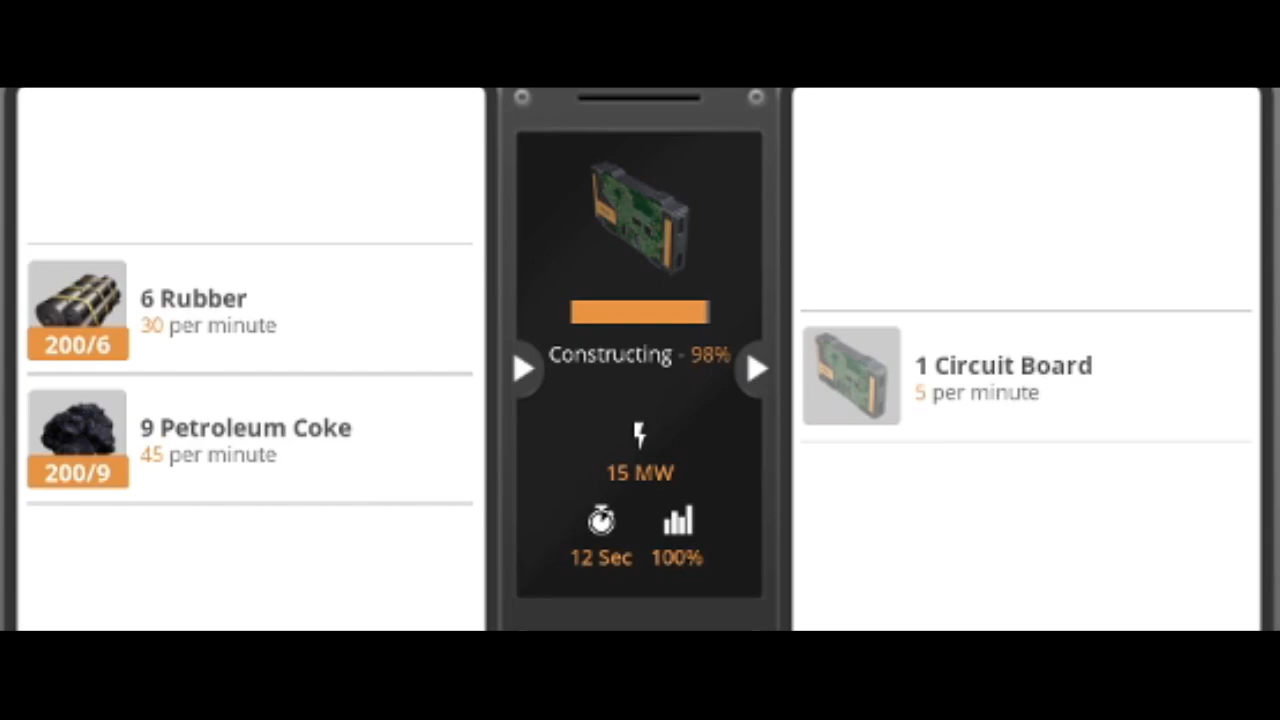 6 Rubber
30 per minute
200/6
9 Petroleum Coke
45 per minute
200/9
Constructing - 98%
15 MW
12 Sec 100%
1 Circuit Board
5 per minute